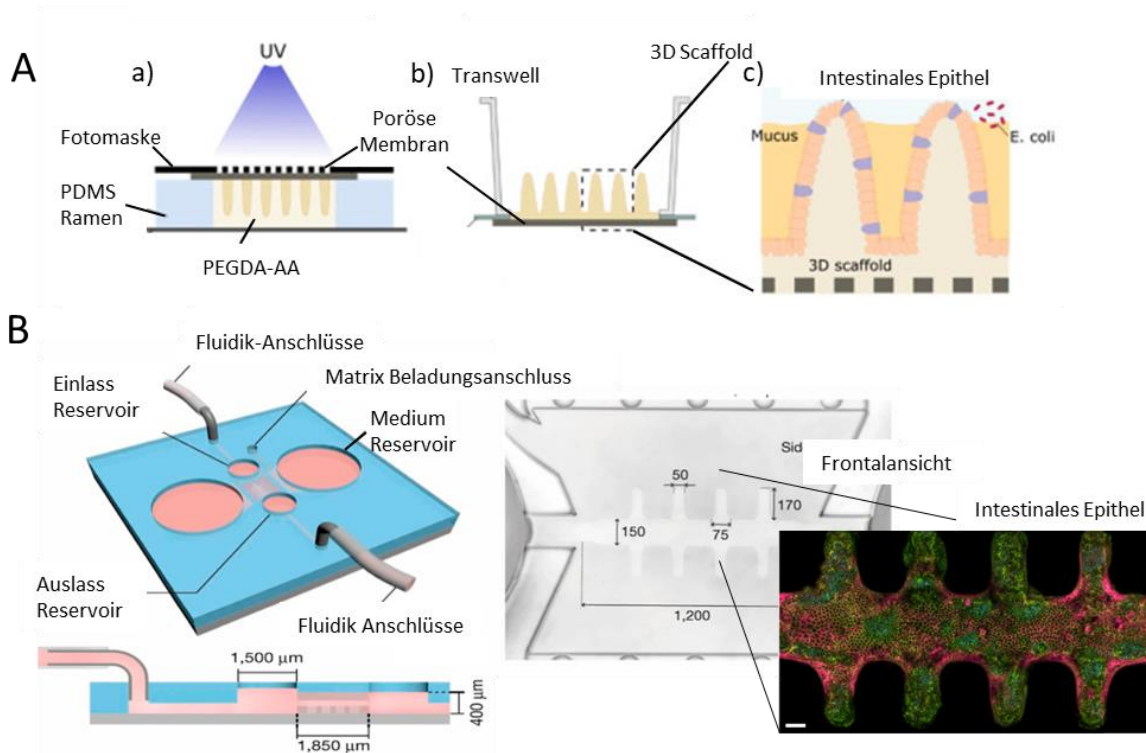 A
a)
UV
Fotomaske
Poröse
Membran
PDMS
Ramen
PEGDA-AA
b)
Transwell
3D Scaffold
c)
Intestinales Epithel
Mucus
E. coli
3D scaffold
B
Fluidik-Anschlüsse
Einlass
Reservoir
Matrix Beladungsanschluss
Medium
Reservoir
Auslass
Reservoir
Fluidik Anschlüsse
1,500 µm
400 µm
1,850 µm
Sid
Frontalansicht
50
170
150
75
1,200
Intestinales Epithel